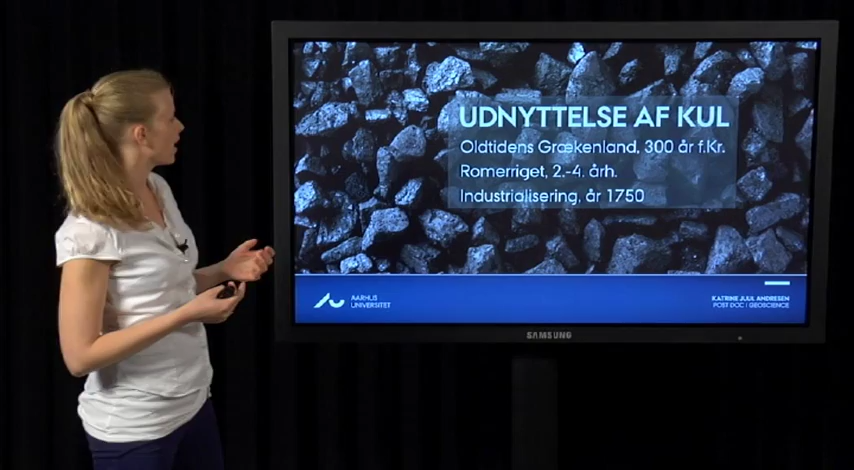 UDNYTTELSE AF KUL
Oldtidens Grækenland, 300 år f.Kr.
Romerriget, 2.-4. årh.
Industrialisering, år 1750
AARHUS
UNIVERSITET
KATRINE JUUL ANDRESEN
POST DOC | GEOSCIENCE
SAMSUNG